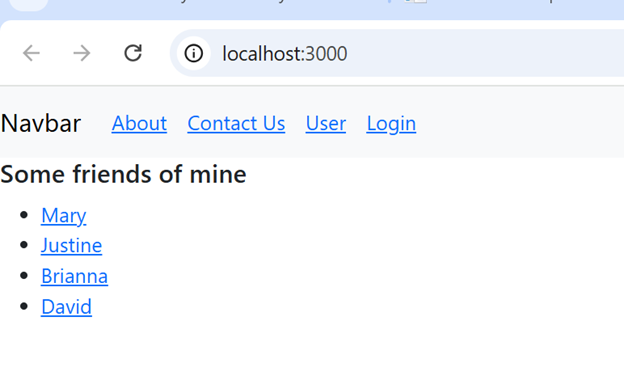 localhost:3000
Navbar About Contact Us User Login
Some friends of mine
Mary
Justine
Brianna
David